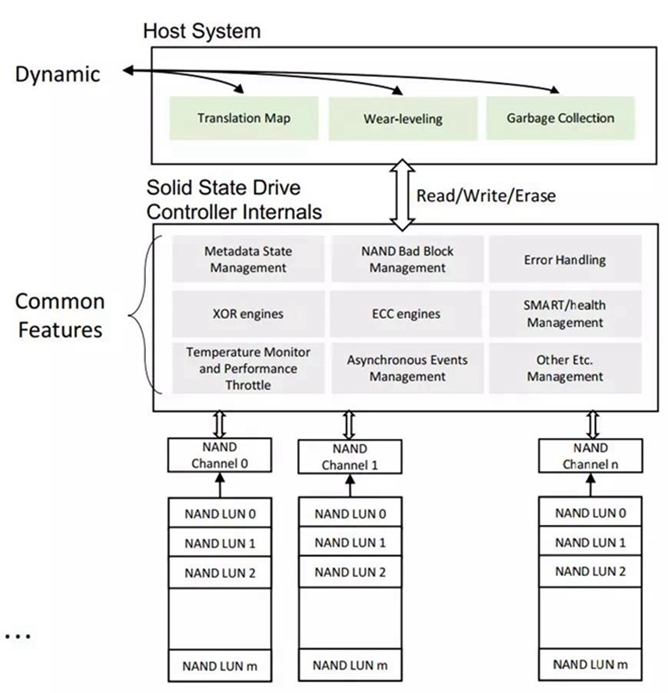 Host System
Dynamic
Translation Map
Wear-leveling
Garbage Collection
Read/Write/Erase
Solid State Drive
Controller Internals
Common
Features
Metadata State
Management
NAND Bad Block
Management
Error Handling
XOR engines
ECC engines
SMART/health
Management
Temperature Monitor
and Performance
Throttle
Asynchronous Events
Management
Other Etc.
Management
NAND
Channel 0
NAND
Channel 1
NAND
Channel n
NAND LUN 0
NAND LUN 1
NAND LUN 2
NAND LUN m
NAND LUN 0
NAND LUN 1
NAND LUN 2
NAND LUN m
NAND LUN 0
NAND LUN 1
NAND LUN 2
NAND LUN m
...